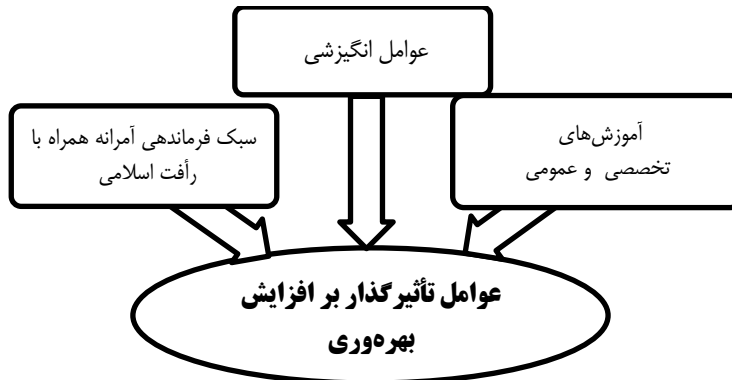 عوامل انگیزشی
آموزش‌های
تخصصی و عمومی
سبک فرماندهی آمرانه همراه با
رأفت اسلامی
عوامل تأثیرگذار بر افزایش
بهره‌وری